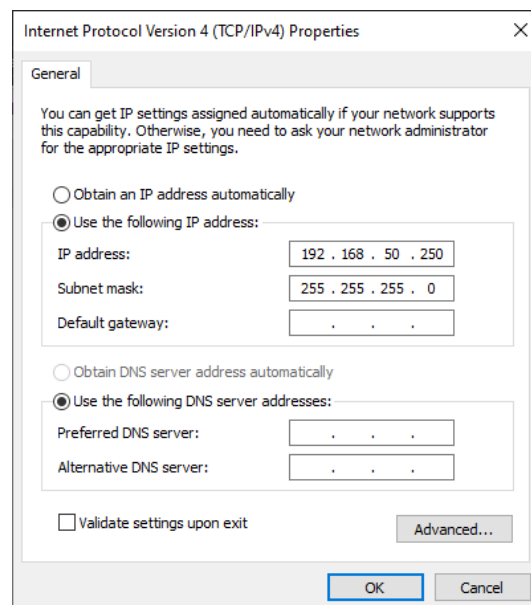 Internet Protocol Version 4 (TCP/IPv4) Properties
General
You can get IP settings assigned automatically if your network supports
this capability. Otherwise, you need to ask your network administrator
for the appropriate IP settings.
Obtain an IP address automatically
Use the following IP address:
IP address: 192 . 168 . 50 . 250
Subnet mask: 255 . 255 . 255 . 0
Default gateway: . . .
Obtain DNS server address automatically
Use the following DNS server addresses:
Preferred DNS server: . . .
Alternative DNS server: . . .
Validate settings upon exit
Advanced...
OK Cancel